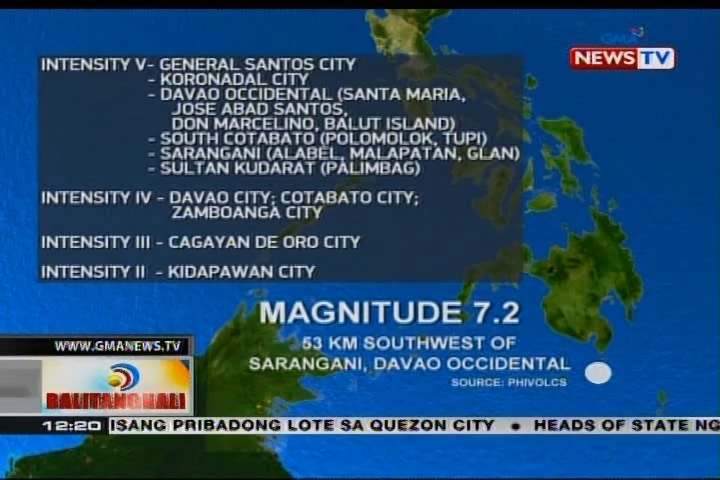 GMA
NEWS TV
INTENSITY V- GENERAL SANTOS CITY
- KORONADAL CITY
- DAVAO OCCIDENTAL (SANTA MARIA,
JOSE ABAD SANTOS,
DON MARCELINO, BALUT ISLAND)
- SOUTH COTABATO (POLOMOLOK, TUPI)
- SARANGANI (ALABEL, MALAPATAN, GLAN)
- SULTAN KUDARAT (PALIMBAG)
INTENSITY IV - DAVAO CITY; COTABATO CITY;
ZAMBOANGA CITY
INTENSITY III - CAGAYAN DE ORO CITY
INTENSITY II - KIDAPAWAN CITY
MAGNITUDE 7.2
53 KM SOUTHWEST OF
SARANGANI, DAVAO OCCIDENTAL
SOURCE: PHIVOLCS
WWW.GMANEWS.TV
BALITANGHALI
12:20 ISANG PRIBADONG LOTE SA QUEZON CITY • HEADS OF STATE NG